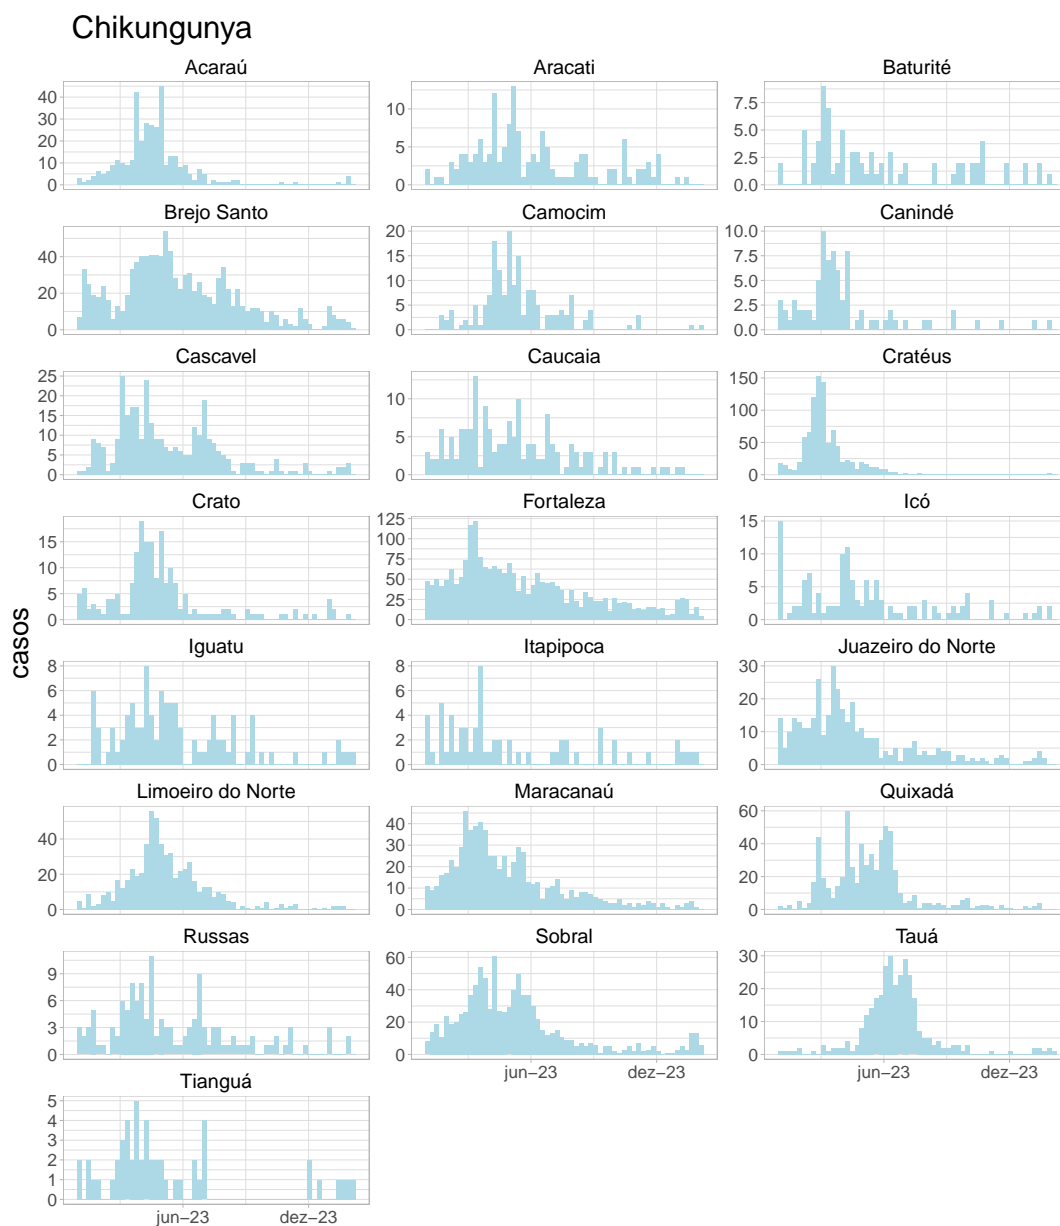 Chikungunya
Acaraú Aracati Baturité
40 30 20 10 0
10 5 0
7.5 5.0 2.5 0.0
Brejo Santo Camocim Canindé
40 20 0
20 15 10 5 0
10.0 7.5 5.0 2.5 0.0
Cascavel Caucaia Cratéus
25 20 15 10 5 0
10 5 0
150 100 50 0
Crato Fortaleza Icó
15 10 5 0
125 100 75 50 25 0
15 10 5 0
casos
Iguatu Itapipoca Juazeiro do Norte
8 6 4 2 0
8 6 4 2 0
30 20 10 0
Limoeiro do Norte Maracanaú Quixadá
40 20 0
40 30 20 10 0
60 40 20 0
Russas Sobral Tauá
9 6 3 0
60 40 20 0
30 20 10 0
jun–23 dez–23 jun–23 dez–23
Tianguá
5 4 3 2 1 0
jun–23 dez–23